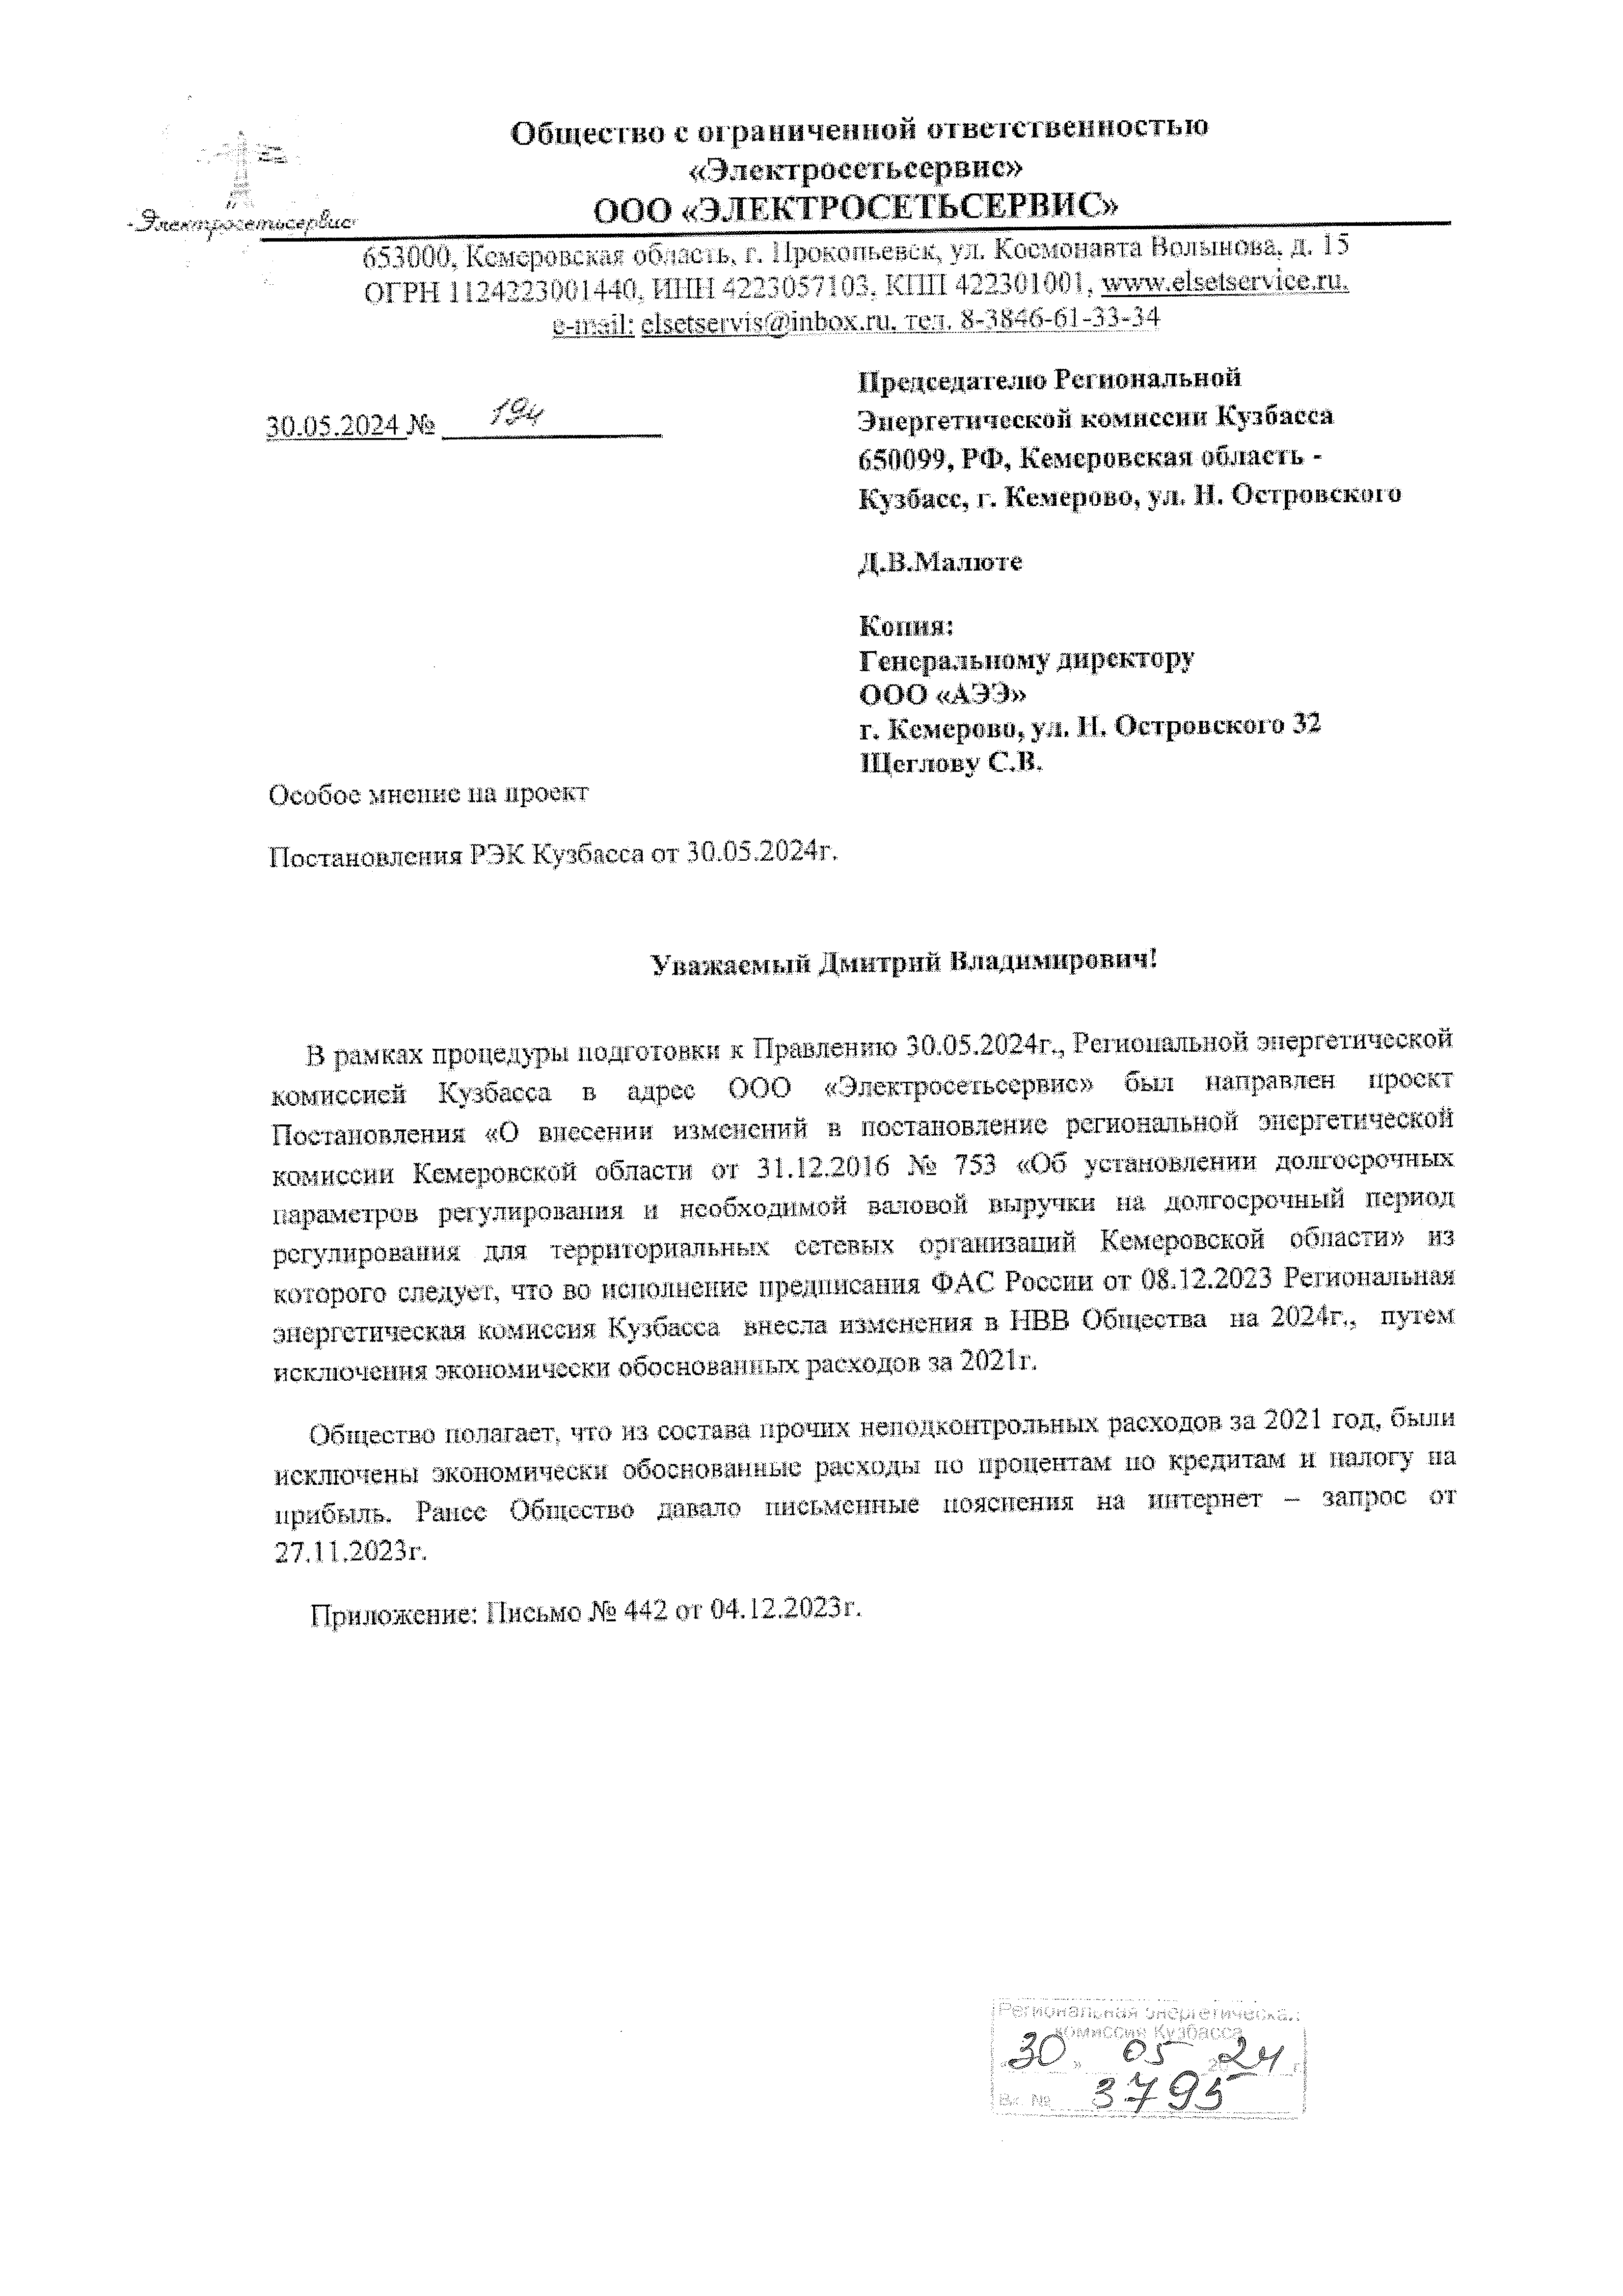 Общество с ограниченной ответственностью
«Электросетьсервис»
ООО «ЭЛЕКТРОСЕТЬСЕРВИС»
«Электросетьсервис»
653000, Кемеровская область, г. Прокопьевск, ул. Космонавта Волынова, д. 15
ОГРН 1124223001440, ИНН 4223057103, КПП 422301001, www.elsetservice.ru,
e-mail: elsetservis@inbox.ru, тел. 8-3846-61-33-34
30.05.2024 № 194
Председателю Региональной
Энергетической комиссии Кузбасса
650099, РФ, Кемеровская область -
Кузбасс, г. Кемерово, ул. Н. Островского
Д.В.Малюте
Копия:
Генеральному директору
ООО «АЭЭ»
г. Кемерово, ул. Н. Островского 32
Щеглову С.В.
Особое мнение на проект
Постановления РЭК Кузбасса от 30.05.2024г.
Уважаемый Дмитрий Владимирович!
В рамках процедуры подготовки к Правлению 30.05.2024г., Региональной энергетической
комиссией Кузбасса в адрес ООО «Электросетьсервис» был направлен проект
Постановления «О внесении изменений в постановление региональной энергетической
комиссии Кемеровской области от 31.12.2016 № 753 «Об установлении долгосрочных
параметров регулирования и необходимой валовой выручки на долгосрочный период
регулирования для территориальных сетевых организаций Кемеровской области» из
которого следует, что во исполнение предписания ФАС России от 08.12.2023 Региональная
энергетическая комиссия Кузбасса внесла изменения в НВВ Общества на 2024г., путем
исключения экономически обоснованных расходов за 2021г.
Общество полагает, что из состава прочих неподконтрольных расходов за 2021 год, были
исключены экономически обоснованные расходы по процентам по кредитам и налогу на
прибыль. Ранее Общество давало письменные пояснения на интернет – запрос от
27.11.2023г.
Приложение: Письмо № 442 от 04.12.2023г.
Региональная энергетическая
комиссия Кузбасса
«30» 05 2024 г.
Вх. № 3795